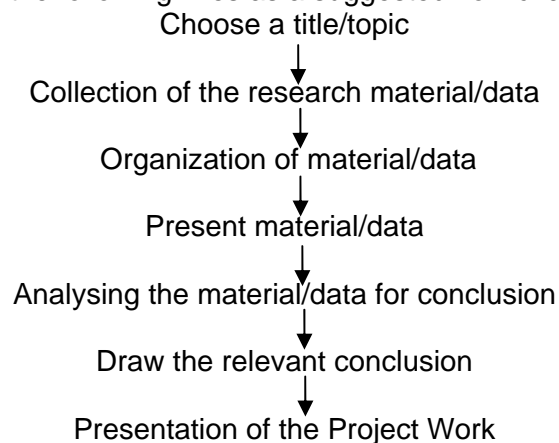 Choose a title/topic
Collection of the research material/data
Organization of material/data
Present material/data
Analysing the material/data for conclusion
Draw the relevant conclusion
Presentation of the Project Work